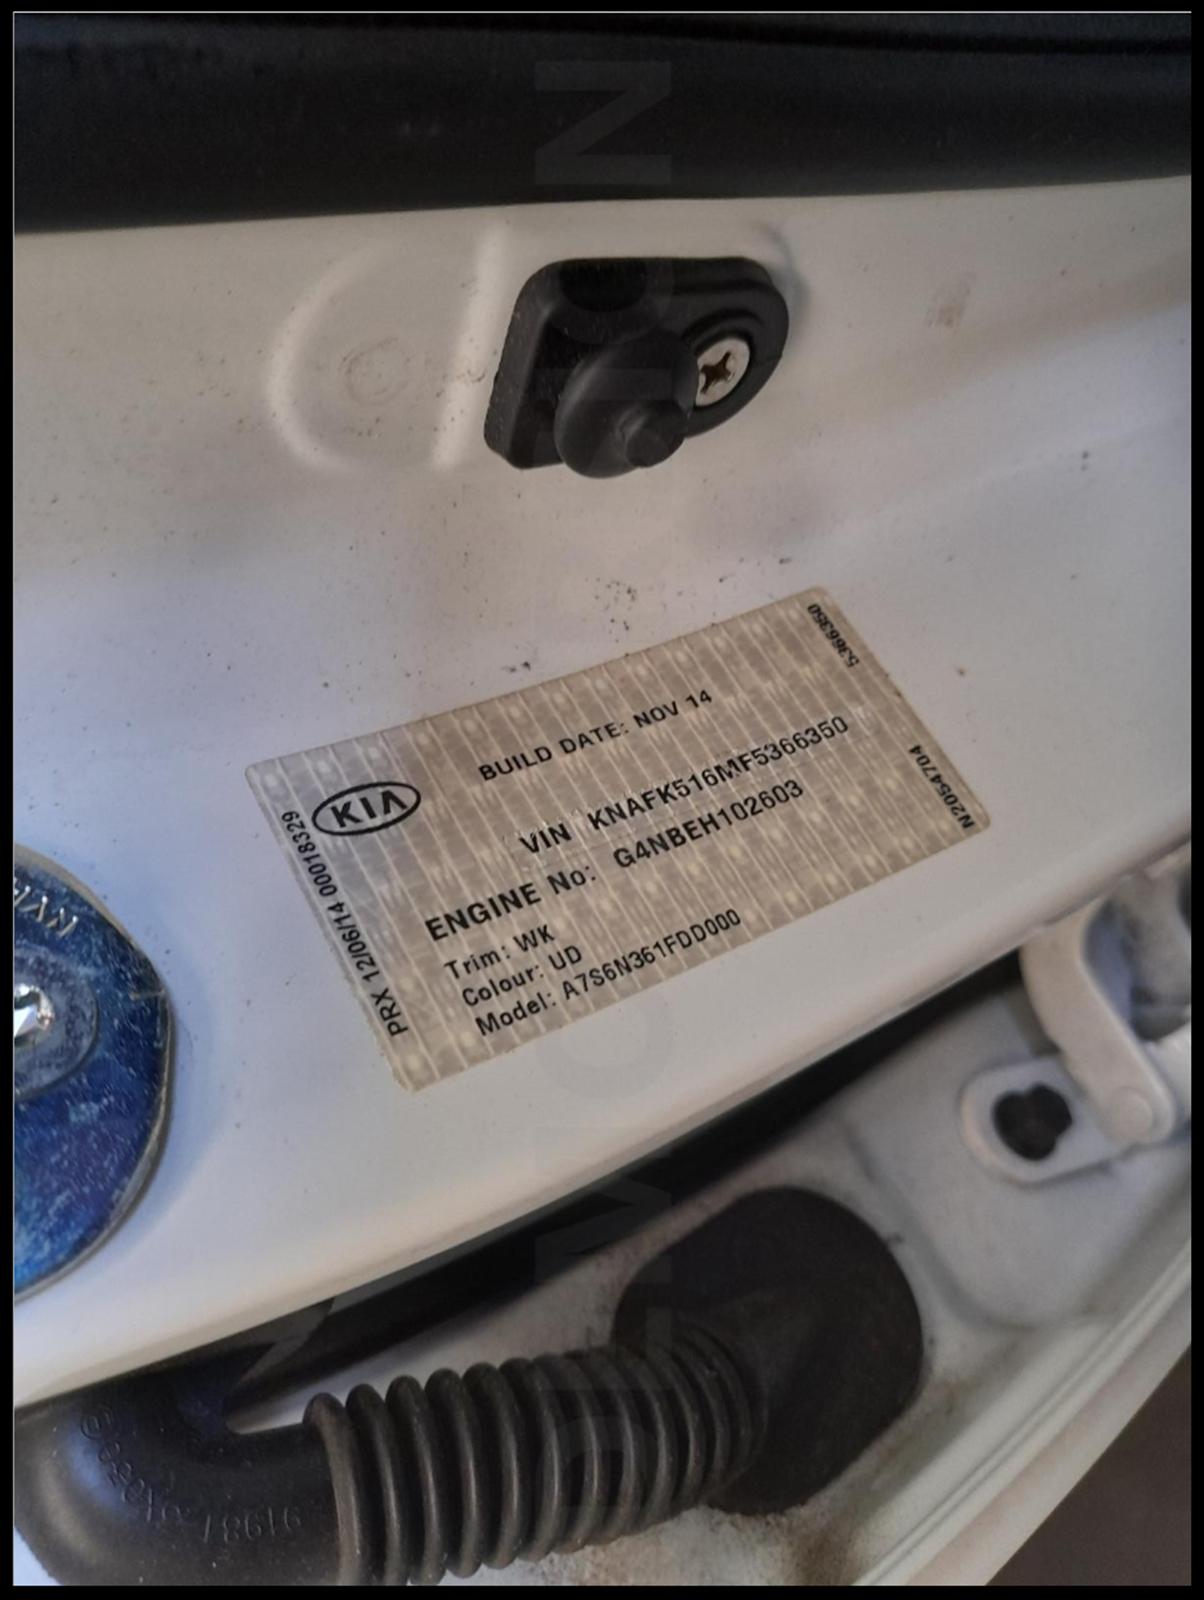 KIA
BUILD DATE: NOV 14
VIN KNAFK516MF5366350
ENGINE No: G4NBEH102603
Trim: WK
Colour: UD
Model: A7S6N361FDD000
PRX 12/06/14 00018329
5366350
N2054704
91987